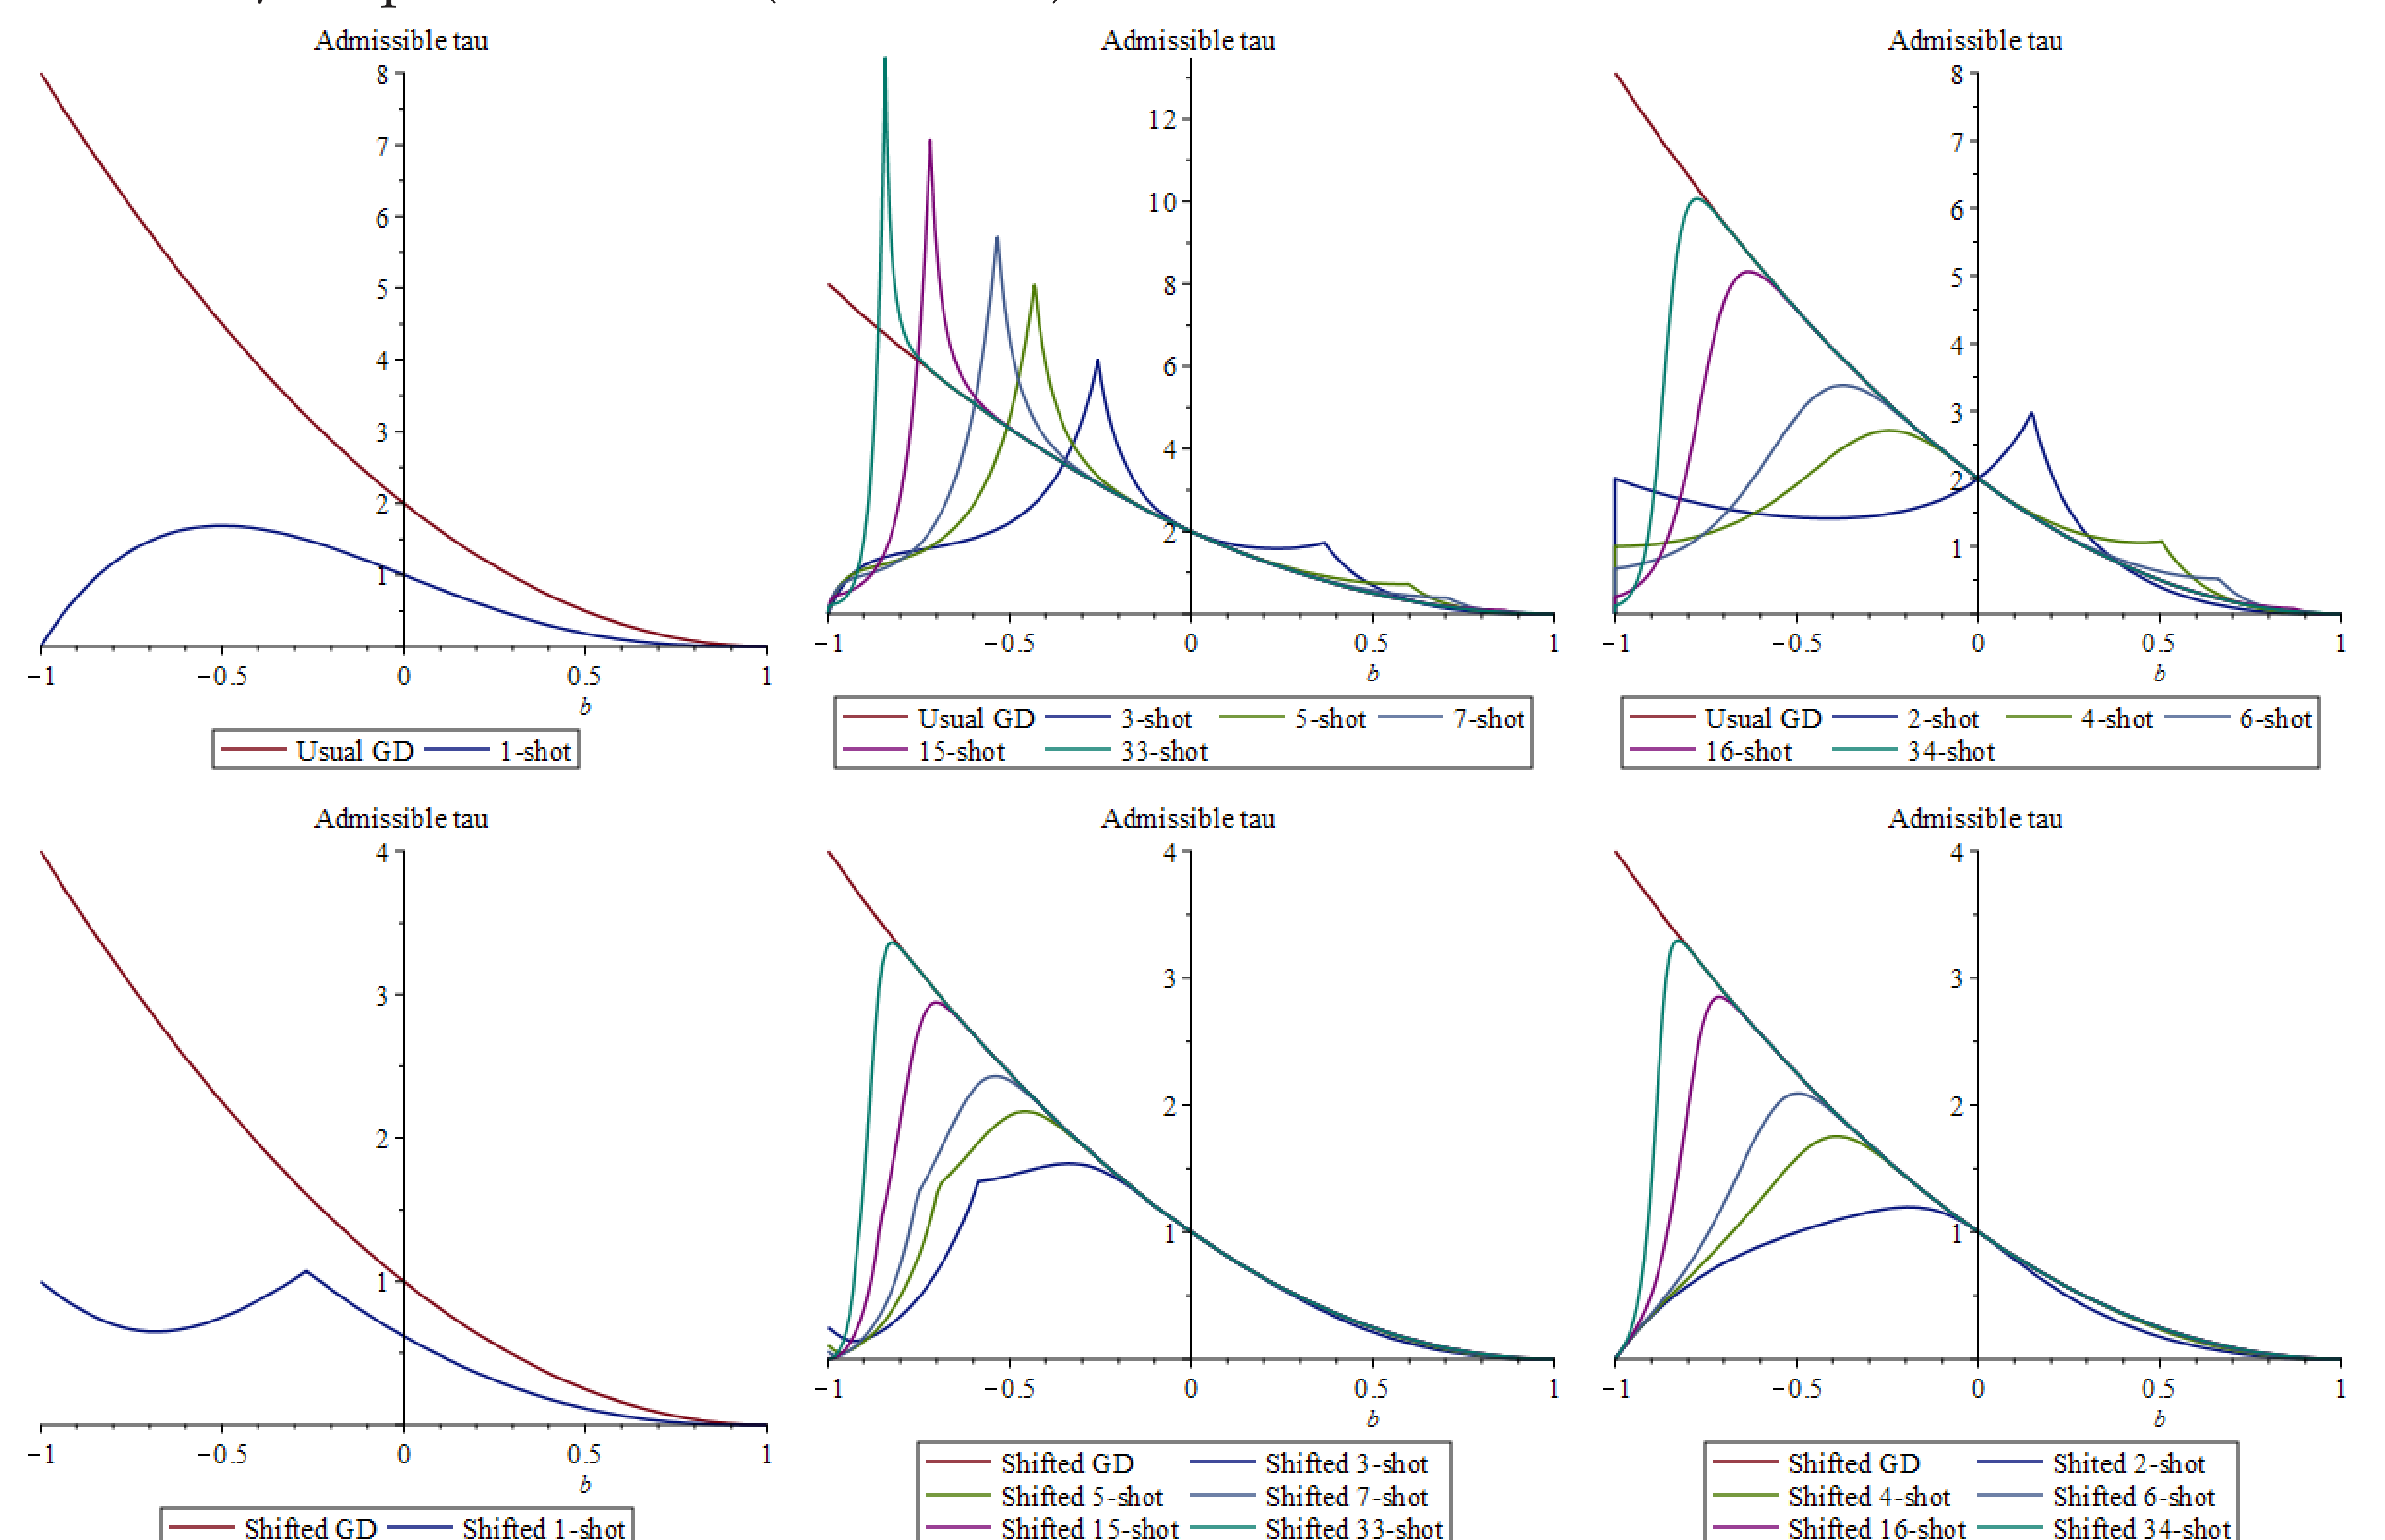 Admissible tau
8
7
6
5
4
3
2
1
−1 −0.5 0 0.5 1
b
Usual GD 1-shot
Admissible tau
12
10
8
6
4
2
−1 −0.5 0 0.5 1
b
Usual GD 3-shot 5-shot 7-shot
15-shot 33-shot
Admissible tau
8
7
6
5
4
3
2
1
−1 −0.5 0 0.5 1
b
Usual GD 2-shot 4-shot 6-shot
16-shot 34-shot
Admissible tau
4
3
2
1
−1 −0.5 0 0.5 1
b
Shifted GD Shifted 1-shot
Admissible tau
4
3
2
1
−1 −0.5 0 0.5 1
b
Shifted GD Shifted 3-shot
Shifted 5-shot Shifted 7-shot
Shifted 15-shot Shifted 33-shot
Admissible tau
4
3
2
1
−1 −0.5 0 0.5 1
b
Shifted GD Shited 2-shot
Shifted 4-shot Shifted 6-shot
Shifted 16-shot Shifted 34-shot